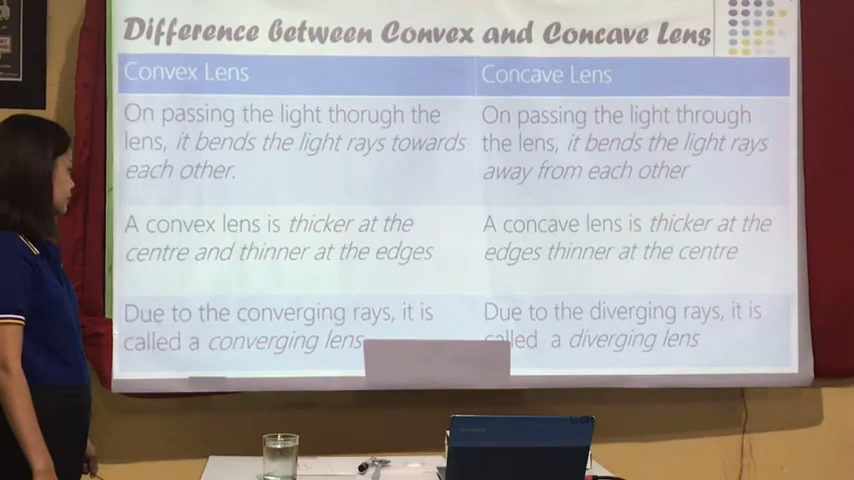 Difference between Convex and Concave Lens
Convex Lens
Concave Lens
On passing the light thorugh the
lens, it bends the light rays towards
each other.
On passing the light through
the lens, it bends the light rays
away from each other
A convex lens is thicker at the
centre and thinner at the edges
A concave lens is thicker at the
edges thinner at the centre
Due to the converging rays, it is
called a converging lens
Due to the diverging rays, it is
called a diverging lens